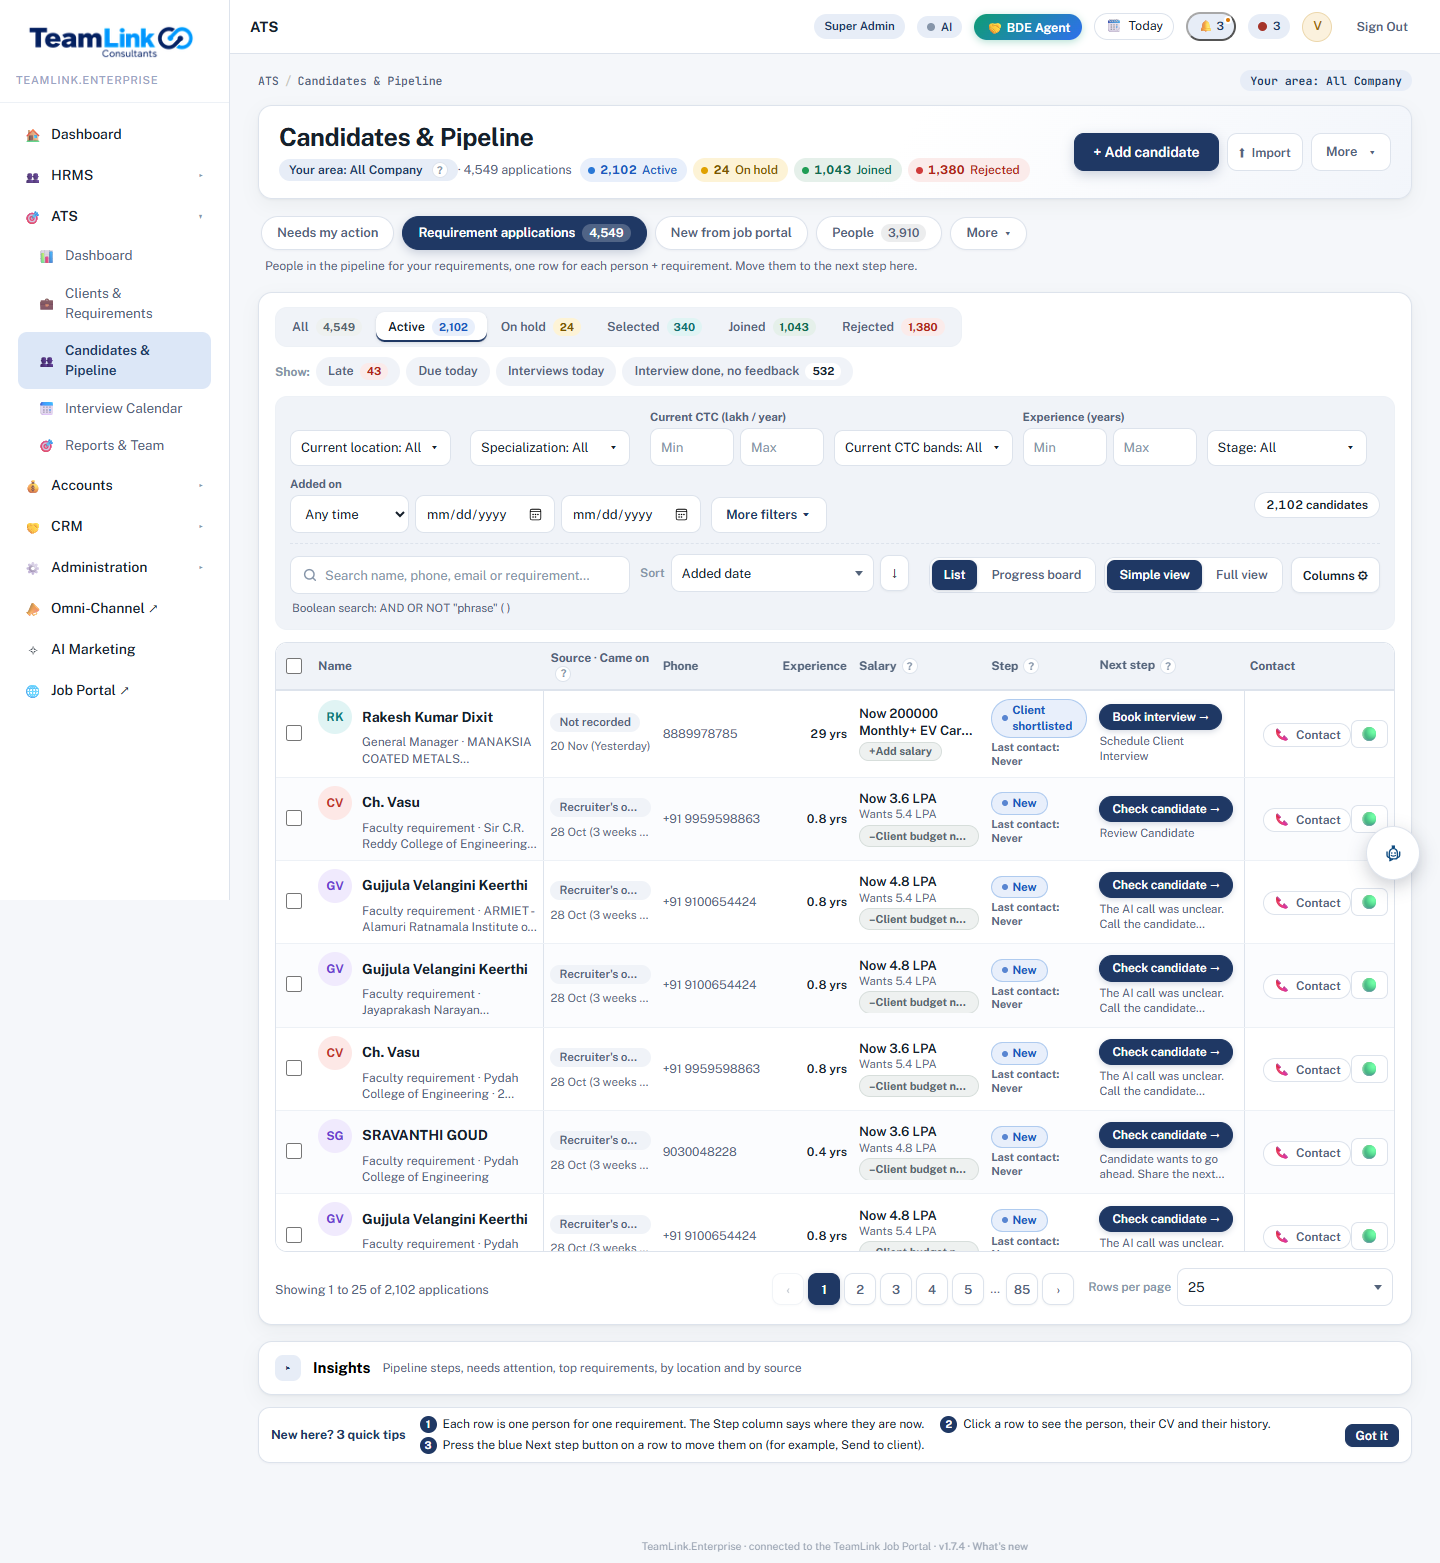 TeamLink
Consultants
TEAMLINK.ENTERPRISE
Dashboard
HRMS
ATS
Dashboard
Clients &
Requirements
Candidates &
Pipeline
Interview Calendar
Reports & Team
Accounts
CRM
Administration
Omni-Channel ↗
AI Marketing
Job Portal ↗
ATS
Super Admin
AI
BDE Agent
Today
3
3
V
Sign Out
ATS / Candidates & Pipeline
Your area: All Company
Candidates & Pipeline
Your area: All Company ? · 4,549 applications 2,102 Active 24 On hold 1,043 Joined 1,380 Rejected
+ Add candidate
Import
More
Needs my action
Requirement applications 4,549
New from job portal
People 3,910
More
People in the pipeline for your requirements, one row for each person + requirement. Move them to the next step here.
All 4,549 Active 2,102 On hold 24 Selected 340 Joined 1,043 Rejected 1,380
Show: Late 43 Due today Interviews today Interview done, no feedback 532
Current CTC (lakh / year) Experience (years)
Current location: All Specialization: All Min Max Current CTC bands: All Min Max Stage: All
Added on
Any time mm/dd/yyyy mm/dd/yyyy More filters 2,102 candidates
Search name, phone, email or requirement... Sort Added date ↓ List Progress board Simple view Full view Columns ⚙
Boolean search: AND OR NOT "phrase" ( )
Name Source · Came on ? Phone Experience Salary ? Step ? Next step ? Contact
RK Rakesh Kumar Dixit
General Manager · MANAKSIA
COATED METALS...
Not recorded
20 Nov (Yesterday)
8889978785
29 yrs
Now 200000
Monthly+ EV Car...
+Add salary
Client
shortlisted
Last contact:
Never
Book interview →
Schedule Client
Interview
Contact
CV Ch. Vasu
Faculty requirement · Sir C.R.
Reddy College of Engineering...
Recruiter's o...
28 Oct (3 weeks ...
+91 9959598863
0.8 yrs
Now 3.6 LPA
Wants 5.4 LPA
–Client budget n...
New
Last contact:
Never
Check candidate →
Review Candidate
Contact
GV Gujjula Velangini Keerthi
Faculty requirement · ARMIET -
Alamuri Ratnamala Institute o...
Recruiter's o...
28 Oct (3 weeks ...
+91 9100654424
0.8 yrs
Now 4.8 LPA
Wants 5.4 LPA
–Client budget n...
New
Last contact:
Never
Check candidate →
The AI call was unclear.
Call the candidate...
Contact
GV Gujjula Velangini Keerthi
Faculty requirement ·
Jayaprakash Narayan...
Recruiter's o...
28 Oct (3 weeks ...
+91 9100654424
0.8 yrs
Now 4.8 LPA
Wants 5.4 LPA
–Client budget n...
New
Last contact:
Never
Check candidate →
The AI call was unclear.
Call the candidate...
Contact
CV Ch. Vasu
Faculty requirement · Pydah
College of Engineering · 2...
Recruiter's o...
28 Oct (3 weeks ...
+91 9959598863
0.8 yrs
Now 3.6 LPA
Wants 5.4 LPA
–Client budget n...
New
Last contact:
Never
Check candidate →
The AI call was unclear.
Call the candidate...
Contact
SG SRAVANTHI GOUD
Faculty requirement · Pydah
College of Engineering
Recruiter's o...
28 Oct (3 weeks ...
9030048228
0.4 yrs
Now 3.6 LPA
Wants 4.8 LPA
–Client budget n...
New
Last contact:
Never
Check candidate →
Candidate wants to go
ahead. Share the next...
Contact
GV Gujjula Velangini Keerthi
Faculty requirement · Pydah
Recruiter's o...
28 Oct (3 weeks ...
+91 9100654424
0.8 yrs
Now 4.8 LPA
Wants 5.4 LPA
–Client budget n...
New
Last contact:
Check candidate →
The AI call was unclear.
Contact
Showing 1 to 25 of 2,102 applications
‹ 1 2 3 4 5 ... 85 › Rows per page 25
Insights Pipeline steps, needs attention, top requirements, by location and by source
New here? 3 quick tips
1 Each row is one person for one requirement. The Step column says where they are now.
2 Click a row to see the person, their CV and their history.
3 Press the blue Next step button on a row to move them on (for example, Send to client).
Got it
TeamLink.Enterprise · connected to the TeamLink Job Portal · v1.7.4 · What's new